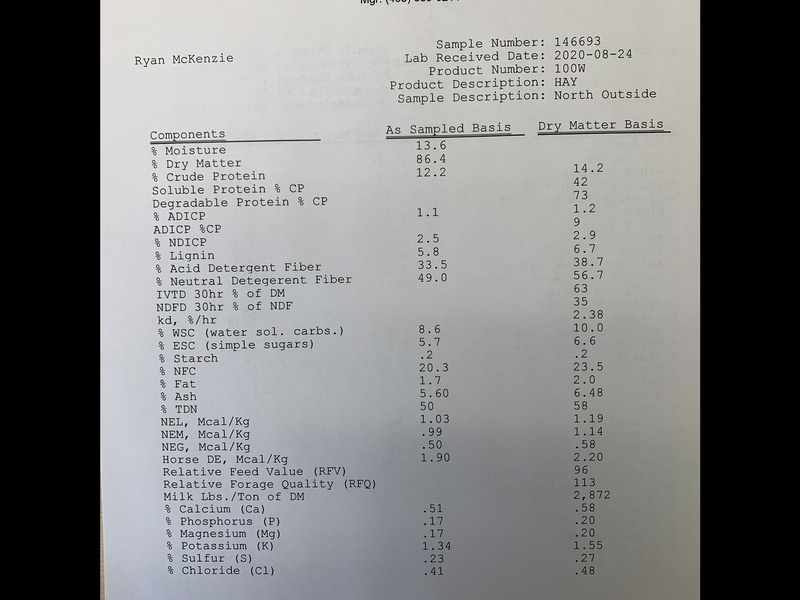 Ryan McKenzie
Sample Number: 146693
Lab Received Date: 2020-08-24
Product Number: 100W
Product Description: HAY
Sample Description: North Outside
Components As Sampled Basis Dry Matter Basis
% Moisture 13.6
% Dry Matter 86.4
% Crude Protein 12.2 14.2
Soluble Protein % CP 42
Degradable Protein % CP 73
% ADICP 1.1 1.2
ADICP %CP 9
% NDICP 2.5 2.9
% Lignin 5.8 6.7
% Acid Detergent Fiber 33.5 38.7
% Neutral Detegerent Fiber 49.0 56.7
IVTD 30hr % of DM 63
NDFD 30hr % of NDF 35
kd, %/hr 2.38
% WSC (water sol. carbs.) 8.6 10.0
% ESC (simple sugars) 5.7 6.6
% Starch .2 .2
% NFC 20.3 23.5
% Fat 1.7 2.0
% Ash 5.60 6.48
% TDN 50 58
NEL, Mcal/Kg 1.03 1.19
NEM, Mcal/Kg .99 1.14
NEG, Mcal/Kg .50 .58
Horse DE, Mcal/Kg 1.90 2.20
Relative Feed Value (RFV) 96
Relative Forage Quality (RFQ) 113
Milk Lbs./Ton of DM 2,872
% Calcium (Ca) .51 .58
% Phosphorus (P) .17 .20
% Magnesium (Mg) .17 .20
% Potassium (K) 1.34 1.55
% Sulfur (S) .23 .27
% Chloride (Cl) .41 .48